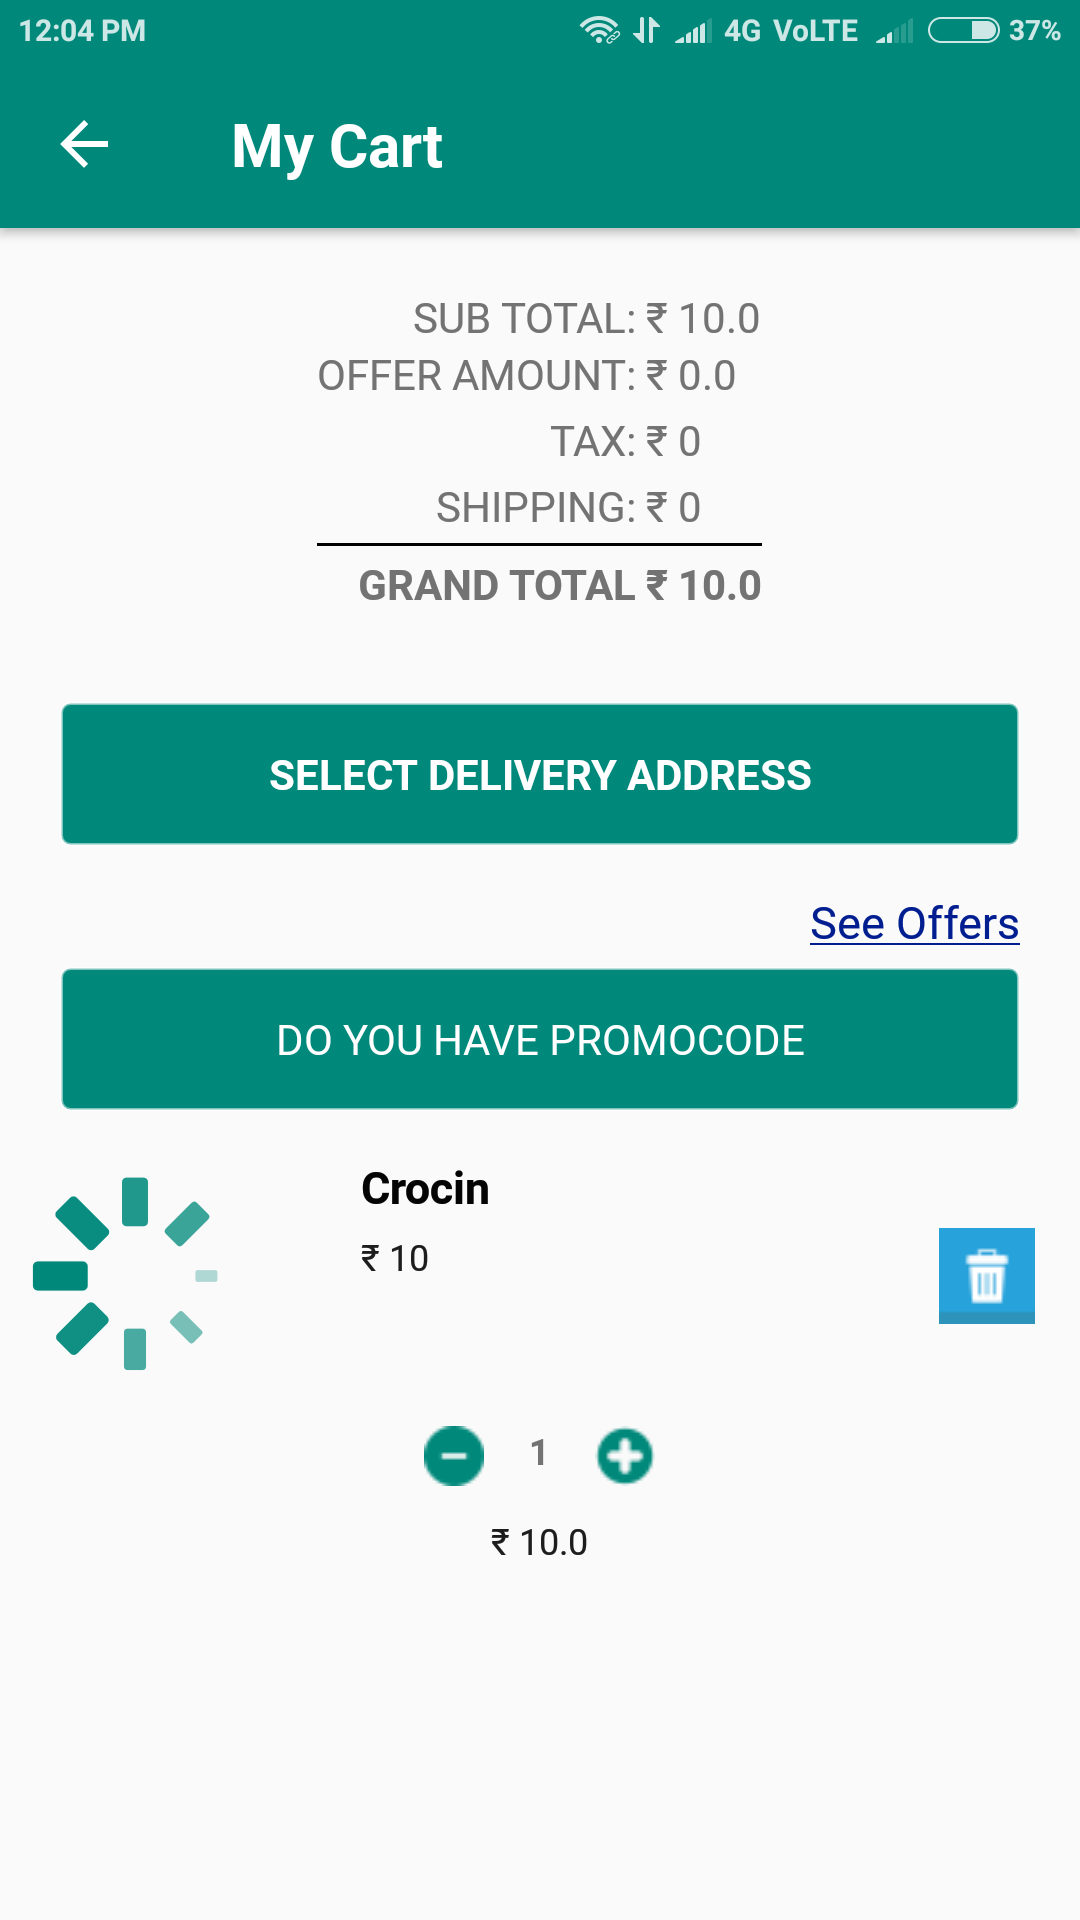 12:04 PM 4G VoLTE 37%
My Cart
SUB TOTAL: ₹ 10.0
OFFER AMOUNT: ₹ 0.0
TAX: ₹ 0
SHIPPING: ₹ 0
GRAND TOTAL ₹ 10.0
SELECT DELIVERY ADDRESS
See Offers
DO YOU HAVE PROMOCODE
Crocin
₹ 10
1
₹ 10.0